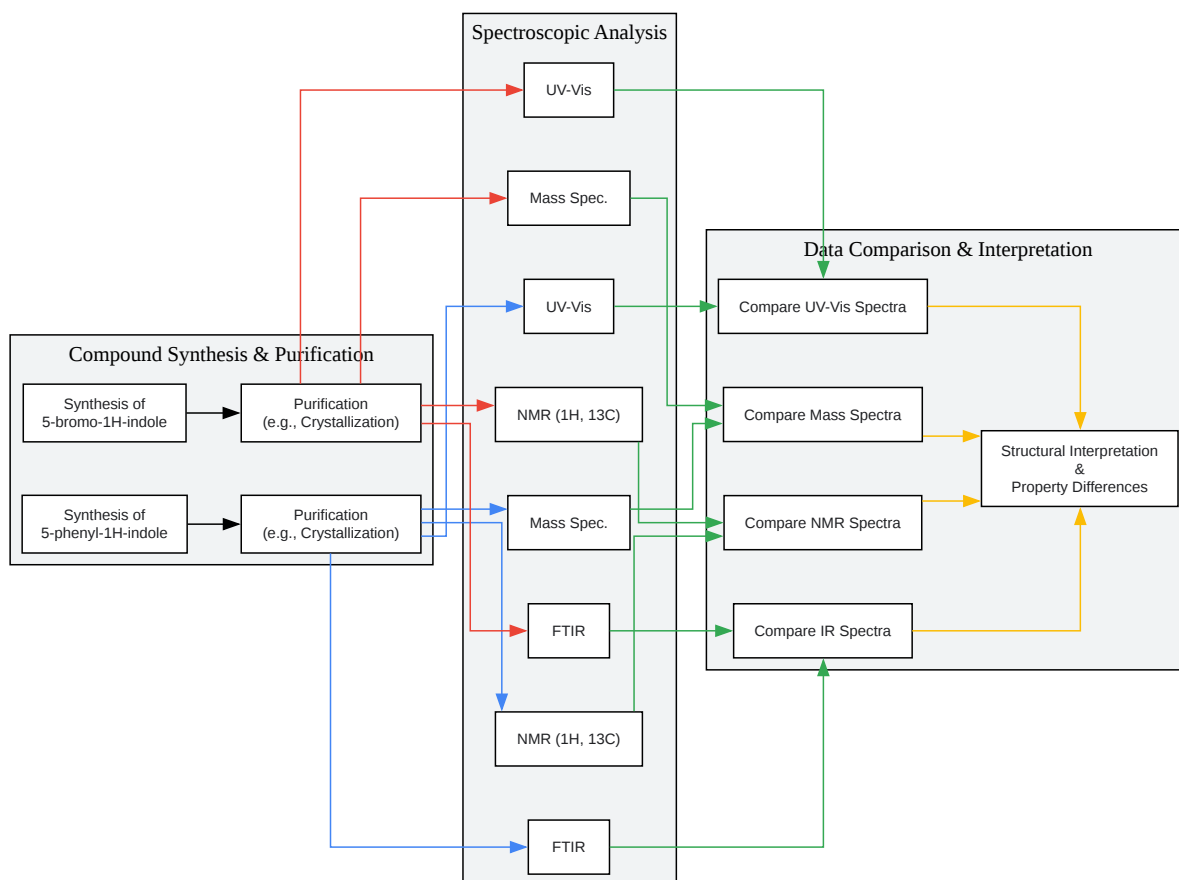 Spectroscopic Analysis
UV-Vis
Mass Spec.
Data Comparison & Interpretation
UV-Vis
Compare UV-Vis Spectra
Compound Synthesis & Purification
Synthesis of
5-bromo-1H-indole
Purification
(e.g., Crystallization)
NMR (1H, 13C)
Compare Mass Spectra
Structural Interpretation
&
Property Differences
Synthesis of
5-phenyl-1H-indole
Purification
(e.g., Crystallization)
Mass Spec.
Compare NMR Spectra
FTIR
Compare IR Spectra
NMR (1H, 13C)
FTIR